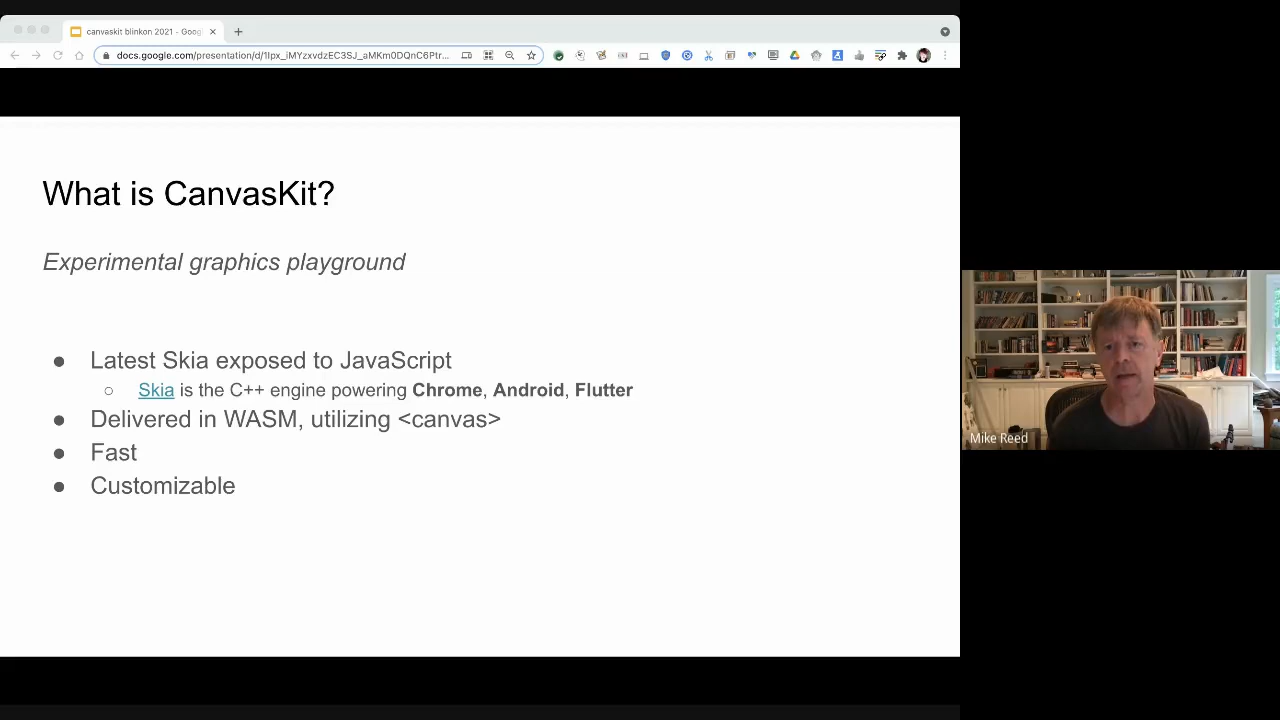 canvaskit blinkon 2021 - Goog
docs.google.com/presentation/d/1lpx_iMYzxvdzEC3SJ_aMKm0DQnC6Ptr...
What is CanvasKit?
Experimental graphics playground
● Latest Skia exposed to JavaScript
○ Skia is the C++ engine powering Chrome, Android, Flutter
● Delivered in WASM, utilizing <canvas>
● Fast
● Customizable
Mike Reed